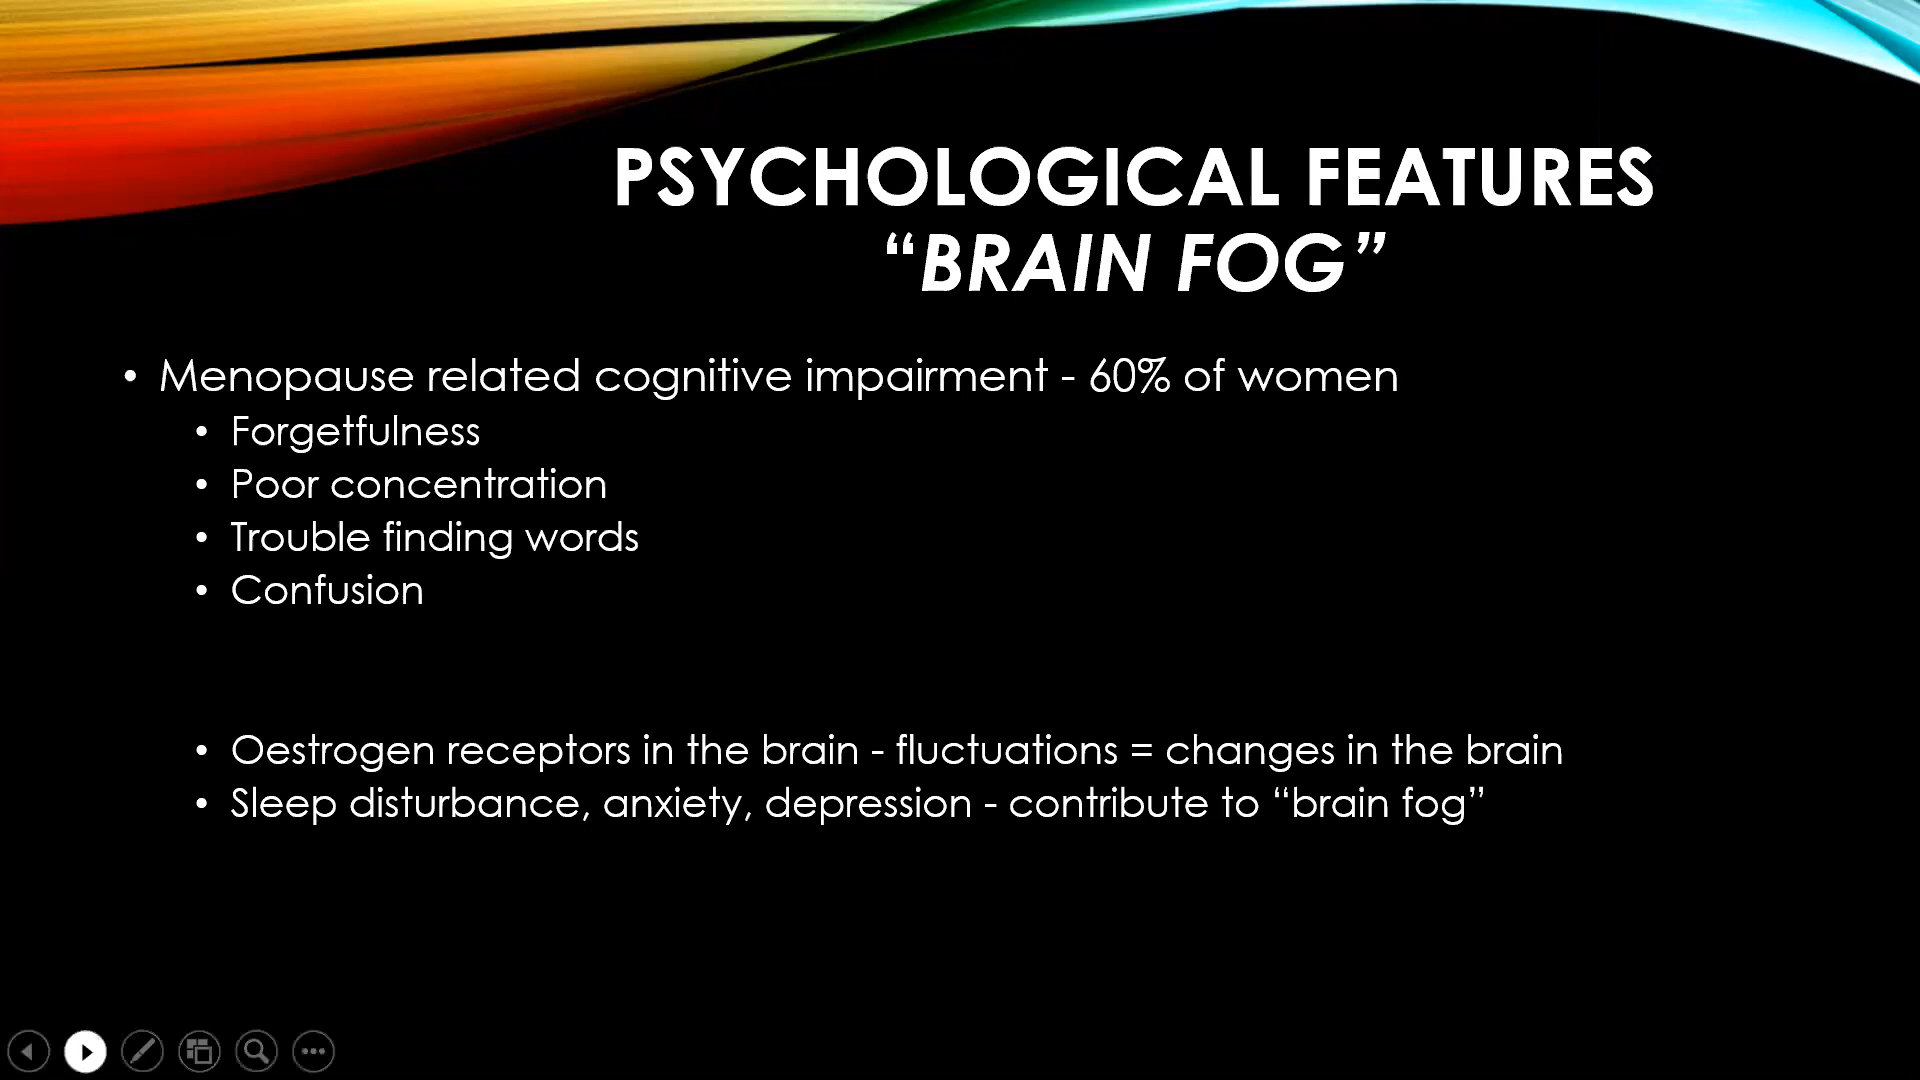 PSYCHOLOGICAL FEATURES
“BRAIN FOG”
• Menopause related cognitive impairment - 60% of women
• Forgetfulness
• Poor concentration
• Trouble finding words
• Confusion
• Oestrogen receptors in the brain - fluctuations = changes in the brain
• Sleep disturbance, anxiety, depression - contribute to “brain fog”